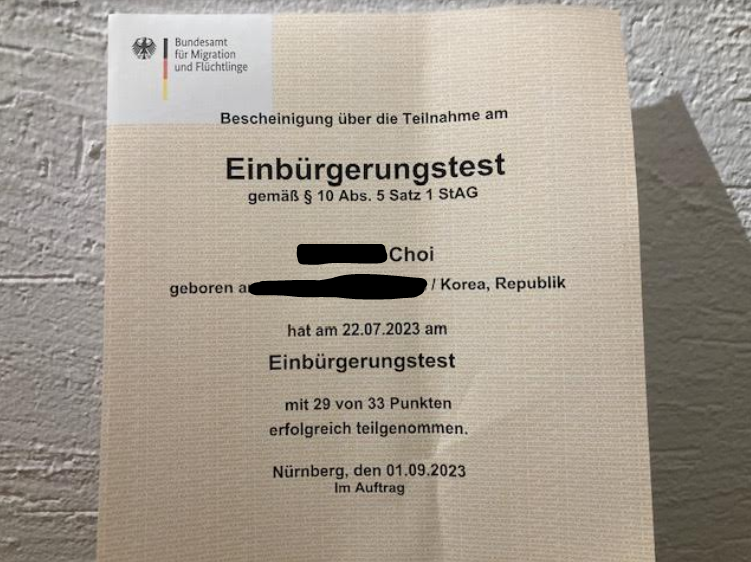 Bundesamt
für Migration
und Flüchtlinge
Bescheinigung über die Teilnahme am
Einbürgerungstest
gemäß § 10 Abs. 5 Satz 1 StAG
Choi
geboren / Korea, Republik
hat am 22.07.2023 am
Einbürgerungstest
mit 29 von 33 Punkten
erfolgreich teilgenommen.
Nürnberg, den 01.09.2023
Im Auftrag